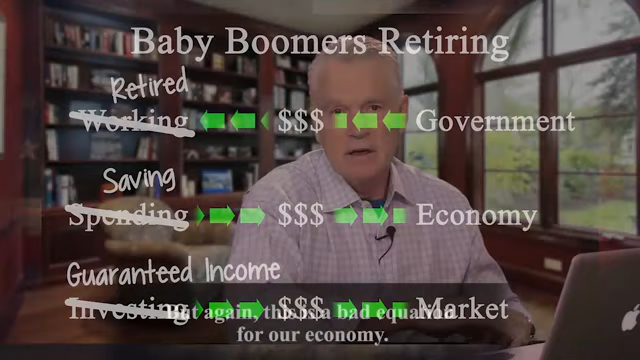 Baby Boomers Retiring
Retired
Working $$$ Government
Saving
Spending $$$ Economy
Guaranteed Income
Investing $$$ Market
But again, this is a bad equation
for our economy.